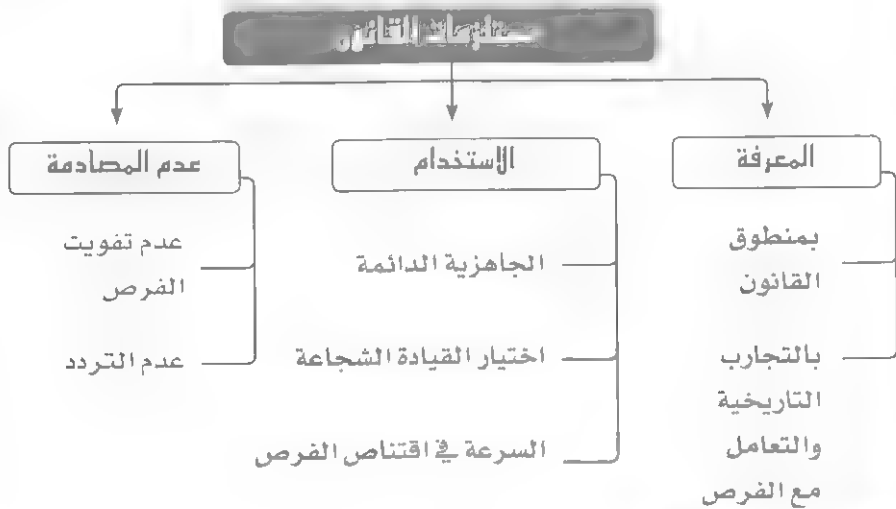 القانون
المعرفة
بمنطوق
القانون
بالتجارب
التاريخية
والتعامل
مع الفرص
الاستخدام
الجاهزية الدائمة
اختيار القيادة الشجاعة
السرعة في اقتناص الفرص
عدم المصادمة
عدم تفويت
الفرص
عدم التردد